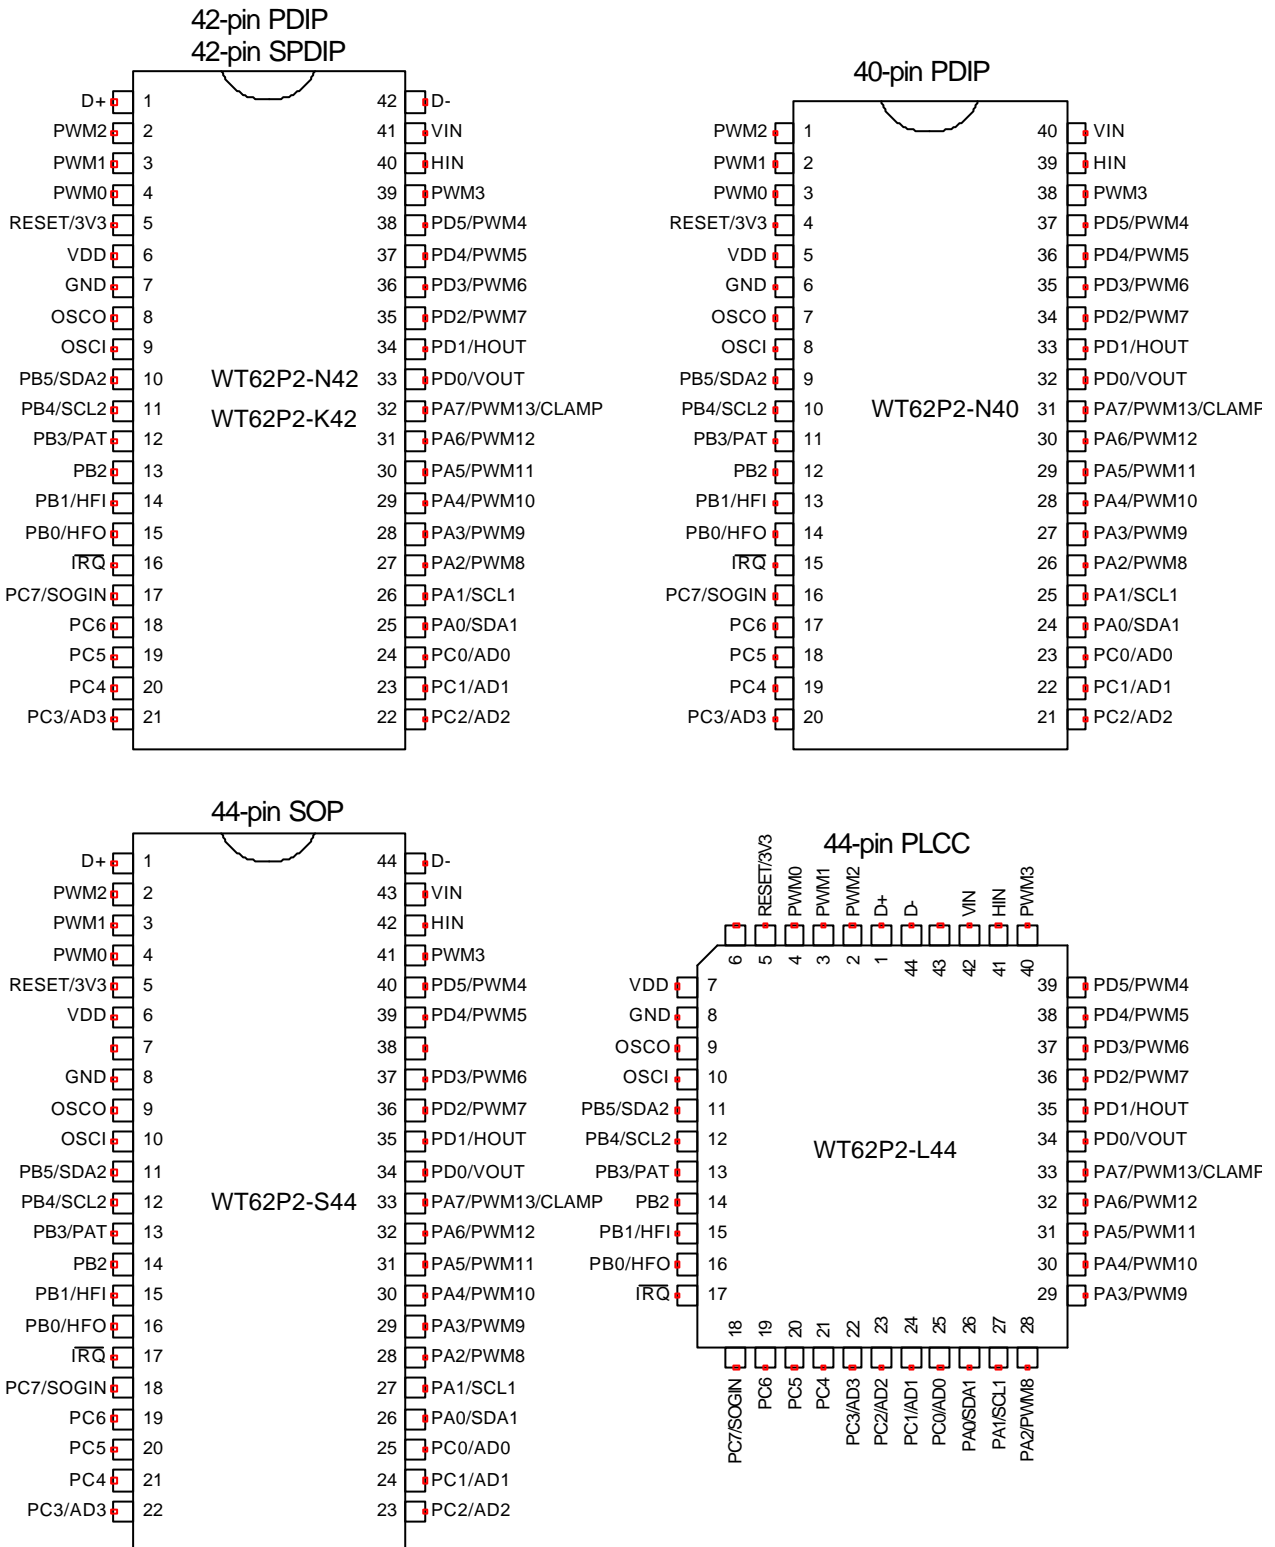 42-pin PDIP
42-pin SPDIP
D+ 1 42 D-
PWM2 2 41 VIN
PWM1 3 40 HIN
PWM0 4 39 PWM3
RESET/3V3 5 38 PD5/PWM4
VDD 6 37 PD4/PWM5
GND 7 36 PD3/PWM6
OSCO 8 35 PD2/PWM7
OSCI 9 34 PD1/HOUT
PB5/SDA2 10 WT62P2-N42 33 PD0/VOUT
PB4/SCL2 11 WT62P2-K42 32 PA7/PWM13/CLAMP
PB3/PAT 12 31 PA6/PWM12
PB2 13 30 PA5/PWM11
PB1/HFI 14 29 PA4/PWM10
PB0/HFO 15 28 PA3/PWM9
IRQ 16 27 PA2/PWM8
PC7/SOGIN 17 26 PA1/SCL1
PC6 18 25 PA0/SDA1
PC5 19 24 PC0/AD0
PC4 20 23 PC1/AD1
PC3/AD3 21 22 PC2/AD2
40-pin PDIP
PWM2 1 40 VIN
PWM1 2 39 HIN
PWM0 3 38 PWM3
RESET/3V3 4 37 PD5/PWM4
VDD 5 36 PD4/PWM5
GND 6 35 PD3/PWM6
OSCO 7 34 PD2/PWM7
OSCI 8 33 PD1/HOUT
PB5/SDA2 9 32 PD0/VOUT
PB4/SCL2 10 WT62P2-N40 31 PA7/PWM13/CLAMP
PB3/PAT 11 30 PA6/PWM12
PB2 12 29 PA5/PWM11
PB1/HFI 13 28 PA4/PWM10
PB0/HFO 14 27 PA3/PWM9
IRQ 15 26 PA2/PWM8
PC7/SOGIN 16 25 PA1/SCL1
PC6 17 24 PA0/SDA1
PC5 18 23 PC0/AD0
PC4 19 22 PC1/AD1
PC3/AD3 20 21 PC2/AD2
44-pin SOP
D+ 1 44 D-
PWM2 2 43 VIN
PWM1 3 42 HIN
PWM0 4 41 PWM3
RESET/3V3 5 40 PD5/PWM4
VDD 6 39 PD4/PWM5
7 38
GND 8 37 PD3/PWM6
OSCO 9 36 PD2/PWM7
OSCI 10 35 PD1/HOUT
PB5/SDA2 11 34 PD0/VOUT
PB4/SCL2 12 WT62P2-S44 33 PA7/PWM13/CLAMP
PB3/PAT 13 32 PA6/PWM12
PB2 14 31 PA5/PWM11
PB1/HFI 15 30 PA4/PWM10
PB0/HFO 16 29 PA3/PWM9
IRQ 17 28 PA2/PWM8
PC7/SOGIN 18 27 PA1/SCL1
PC6 19 26 PA0/SDA1
PC5 20 25 PC0/AD0
PC4 21 24 PC1/AD1
PC3/AD3 22 23 PC2/AD2
44-pin PLCC
RESET/3V3 PWM0 PWM1 PWM2 D+ D- VIN HIN PWM3
6 5 4 3 2 1 44 43 42 41 40
VDD 7 39 PD5/PWM4
GND 8 38 PD4/PWM5
OSCO 9 37 PD3/PWM6
OSCI 10 36 PD2/PWM7
PB5/SDA2 11 35 PD1/HOUT
PB4/SCL2 12 WT62P2-L44 34 PD0/VOUT
PB3/PAT 13 33 PA7/PWM13/CLAMP
PB2 14 32 PA6/PWM12
PB1/HFI 15 31 PA5/PWM11
PB0/HFO 16 30 PA4/PWM10
IRQ 17 29 PA3/PWM9
18 19 20 21 22 23 24 25 26 27 28
PC7/SOGIN PC6 PC5 PC4 PC3/AD3 PC2/AD2 PC1/AD1 PC0/AD0 PA0/SDA1 PA1/SCL1 PA2/PWM8